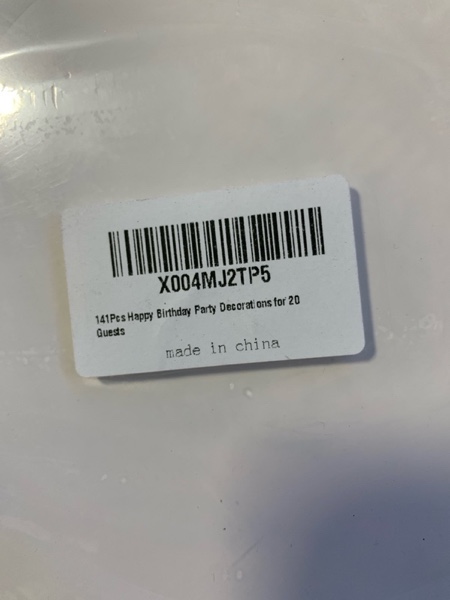 X004MJ2TP5
141Pcs Happy Birthday Party Decorations for 20
Guests
made in china